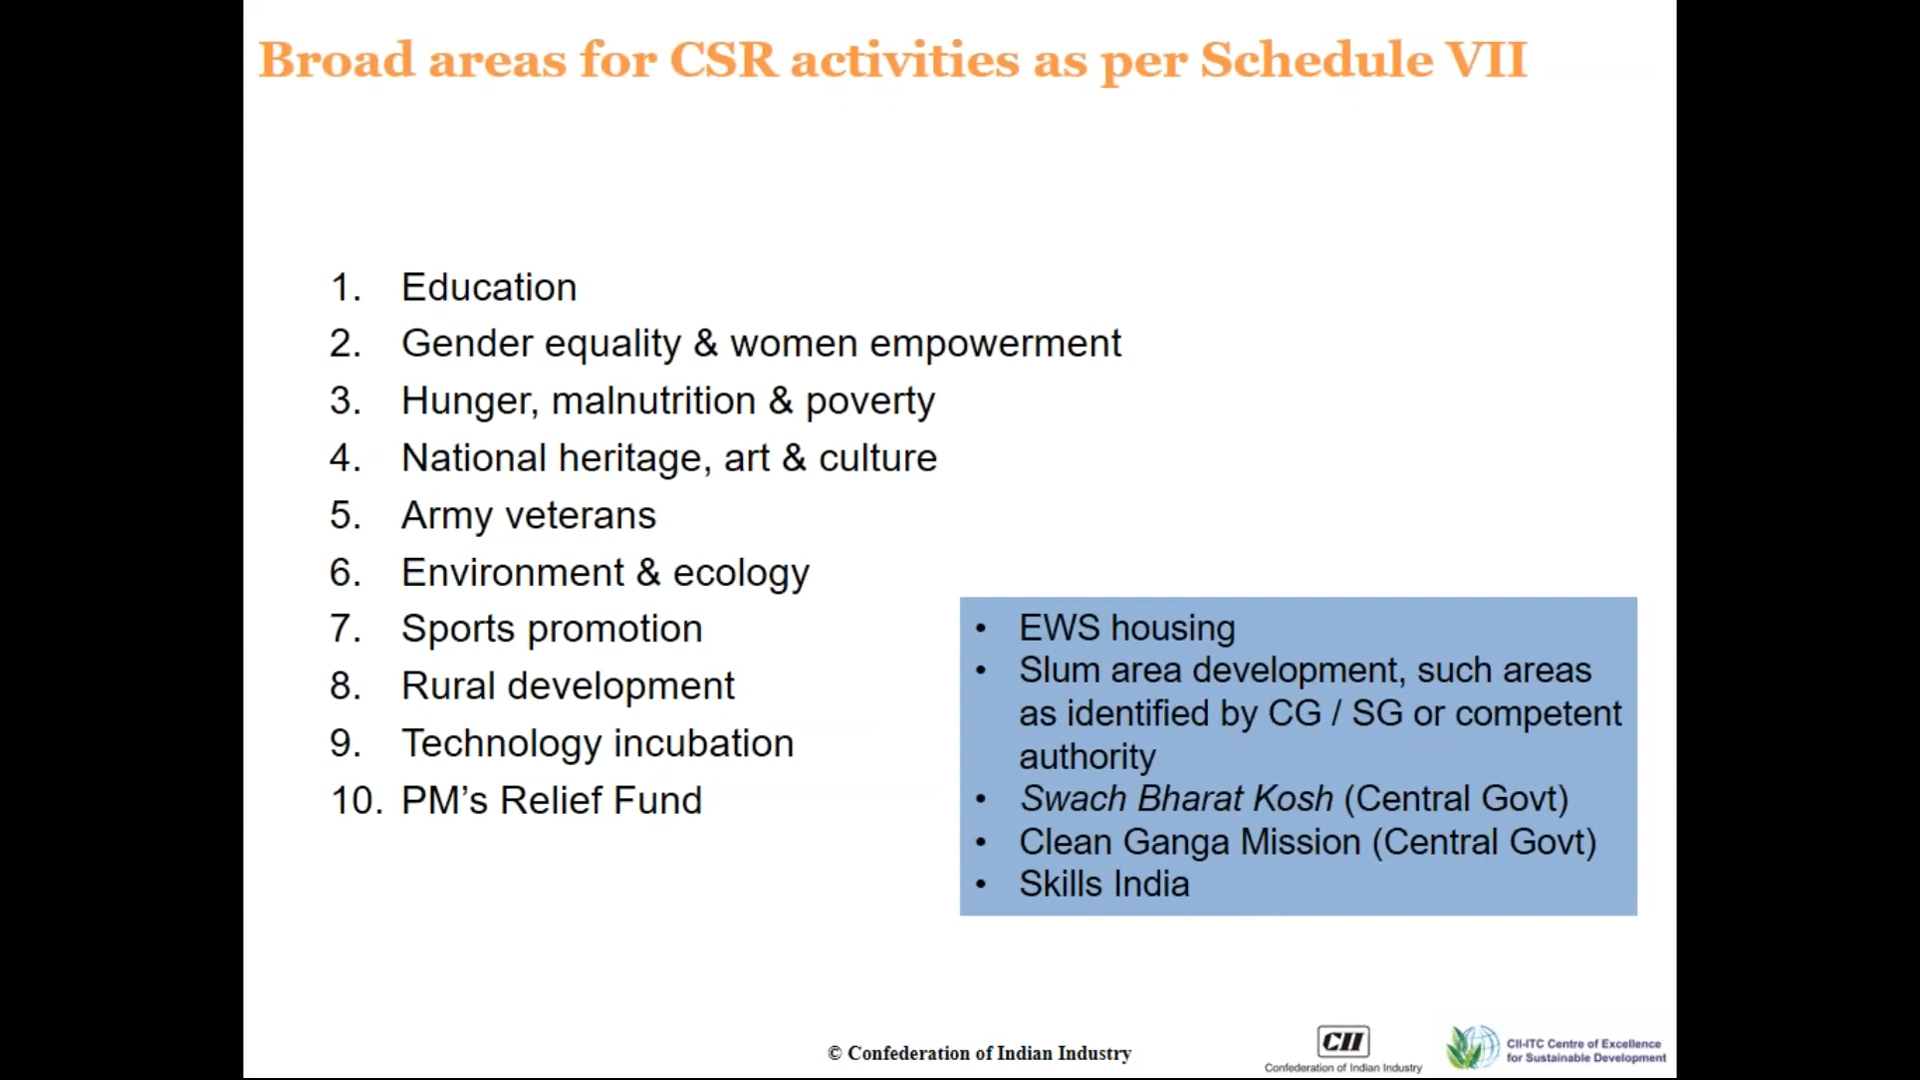 Broad areas for CSR activities as per Schedule VII
1. Education
2. Gender equality & women empowerment
3. Hunger, malnutrition & poverty
4. National heritage, art & culture
5. Army veterans
6. Environment & ecology
7. Sports promotion
8. Rural development
9. Technology incubation
10. PM's Relief Fund
• EWS housing
• Slum area development, such areas
as identified by CG / SG or competent
authority
• Swach Bharat Kosh (Central Govt)
• Clean Ganga Mission (Central Govt)
• Skills India
© Confederation of Indian Industry
CII
Confederation of Indian Industry
CII-ITC Centre of Excellence
for Sustainable Development